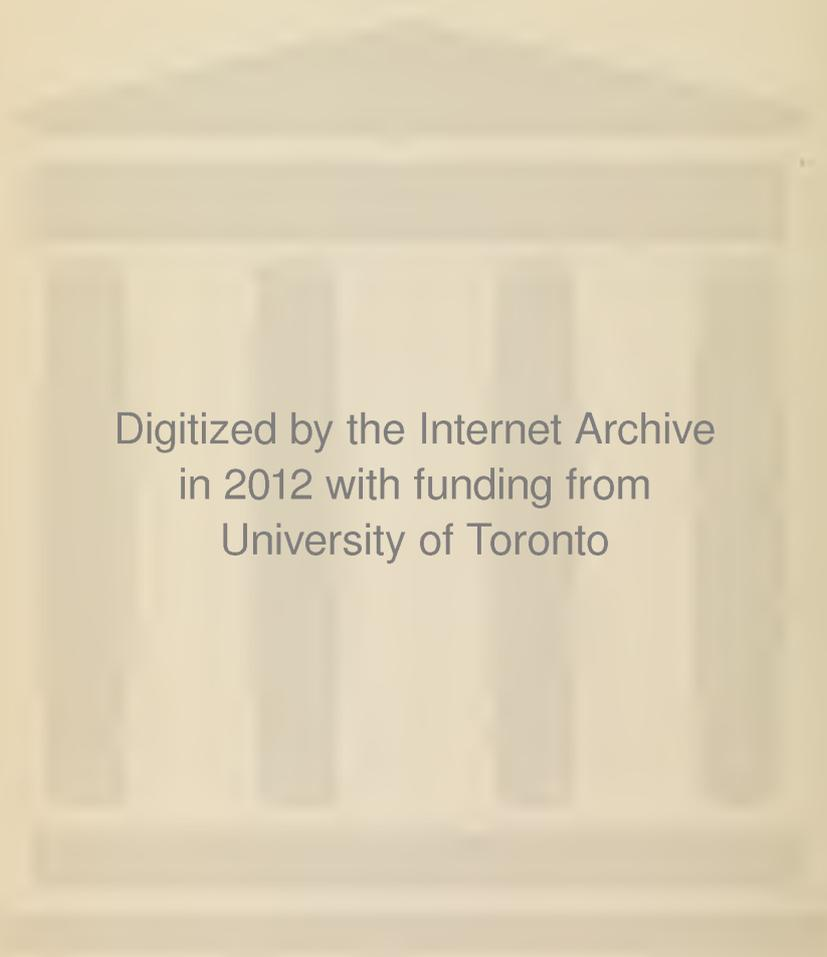 Digitized by the Internet Archive
in 2012 with funding from
University of Toronto